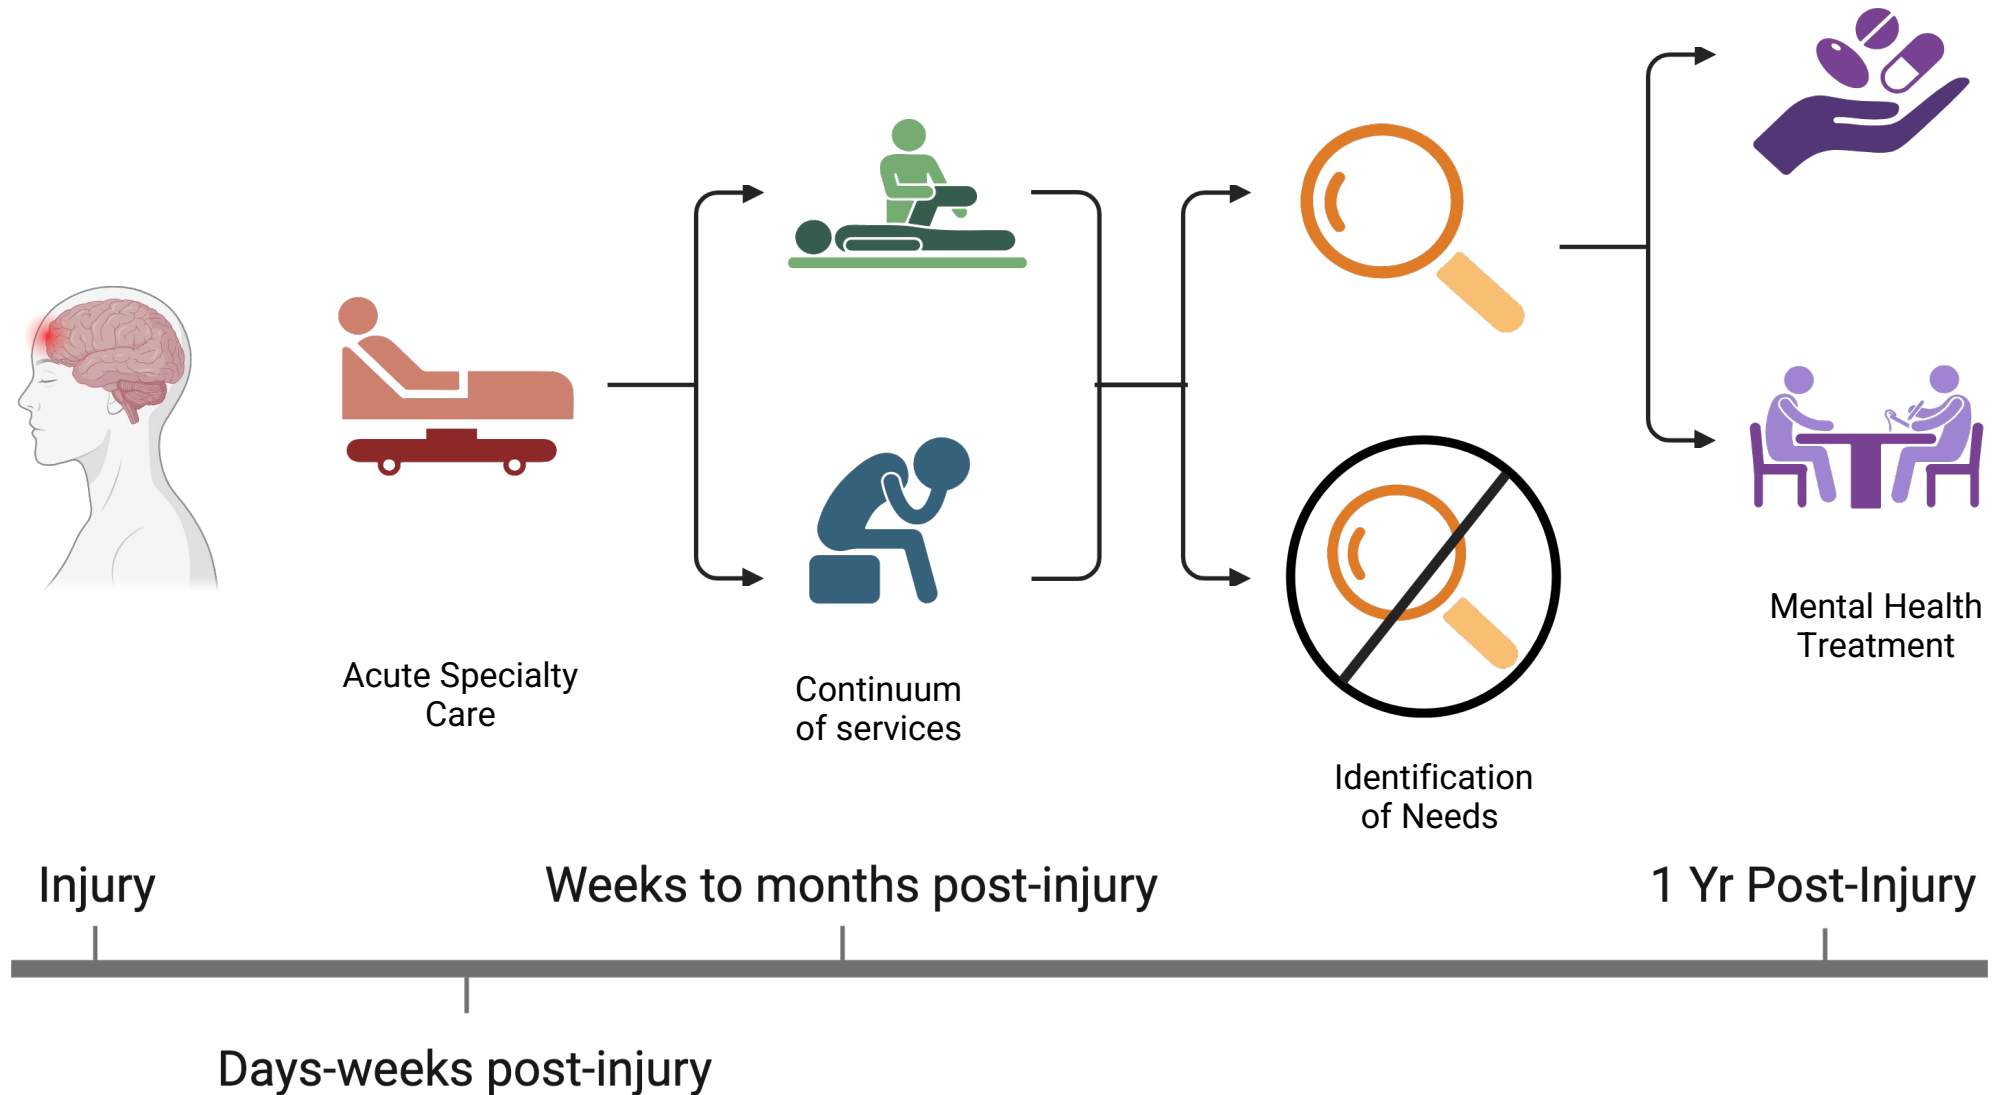 Acute Specialty
Care
Continuum
of services
Identification
of Needs
Mental Health
Treatment
Injury
Weeks to months post-injury
1 Yr Post-Injury
Days-weeks post-injury